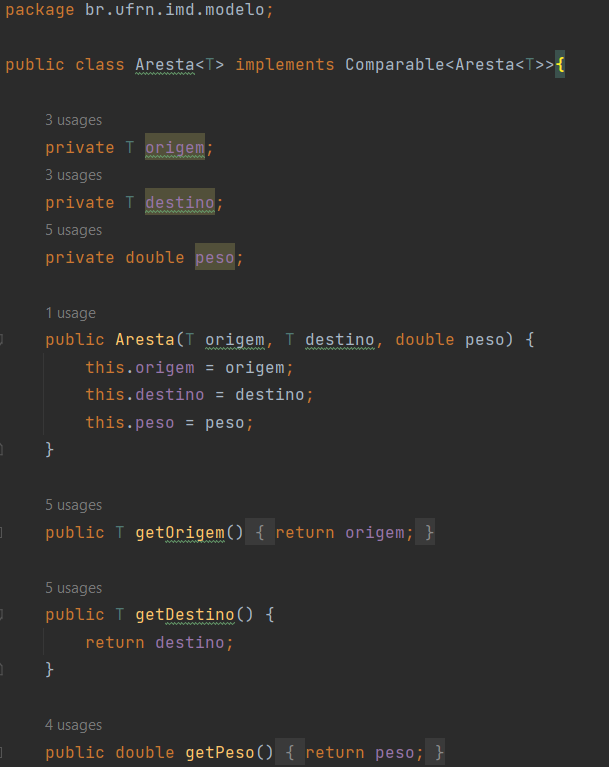 package br.ufrn.imd.modelo;
public class Aresta<T> implements Comparable<Aresta<T>>{
3 usages
private T origem;
3 usages
private T destino;
5 usages
private double peso;
1 usage
public Aresta(T origem, T destino, double peso) {
this.origem = origem;
this.destino = destino;
this.peso = peso;
}
5 usages
public T getOrigem() { return origem; }
5 usages
public T getDestino() {
return destino;
}
4 usages
public double getPeso() { return peso; }